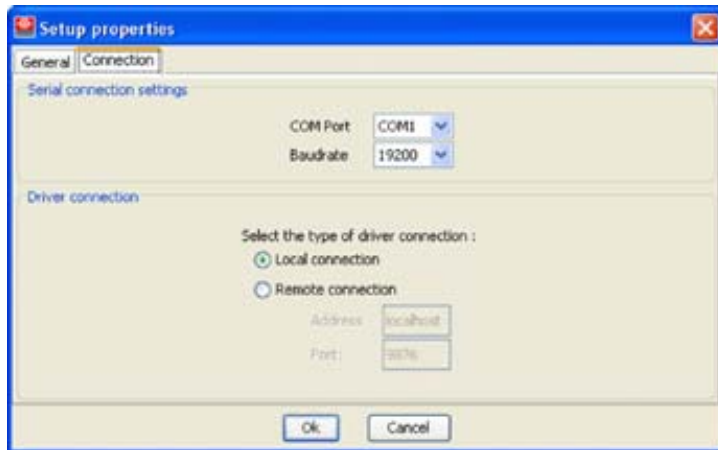 Setup properties
General Connection
Serial connection settings
COM Port COM1
Baudrate 19200
Driver connection
Select the type of driver connection :
Local connection
Remote connection
Address localhost
Port:
Ok Cancel